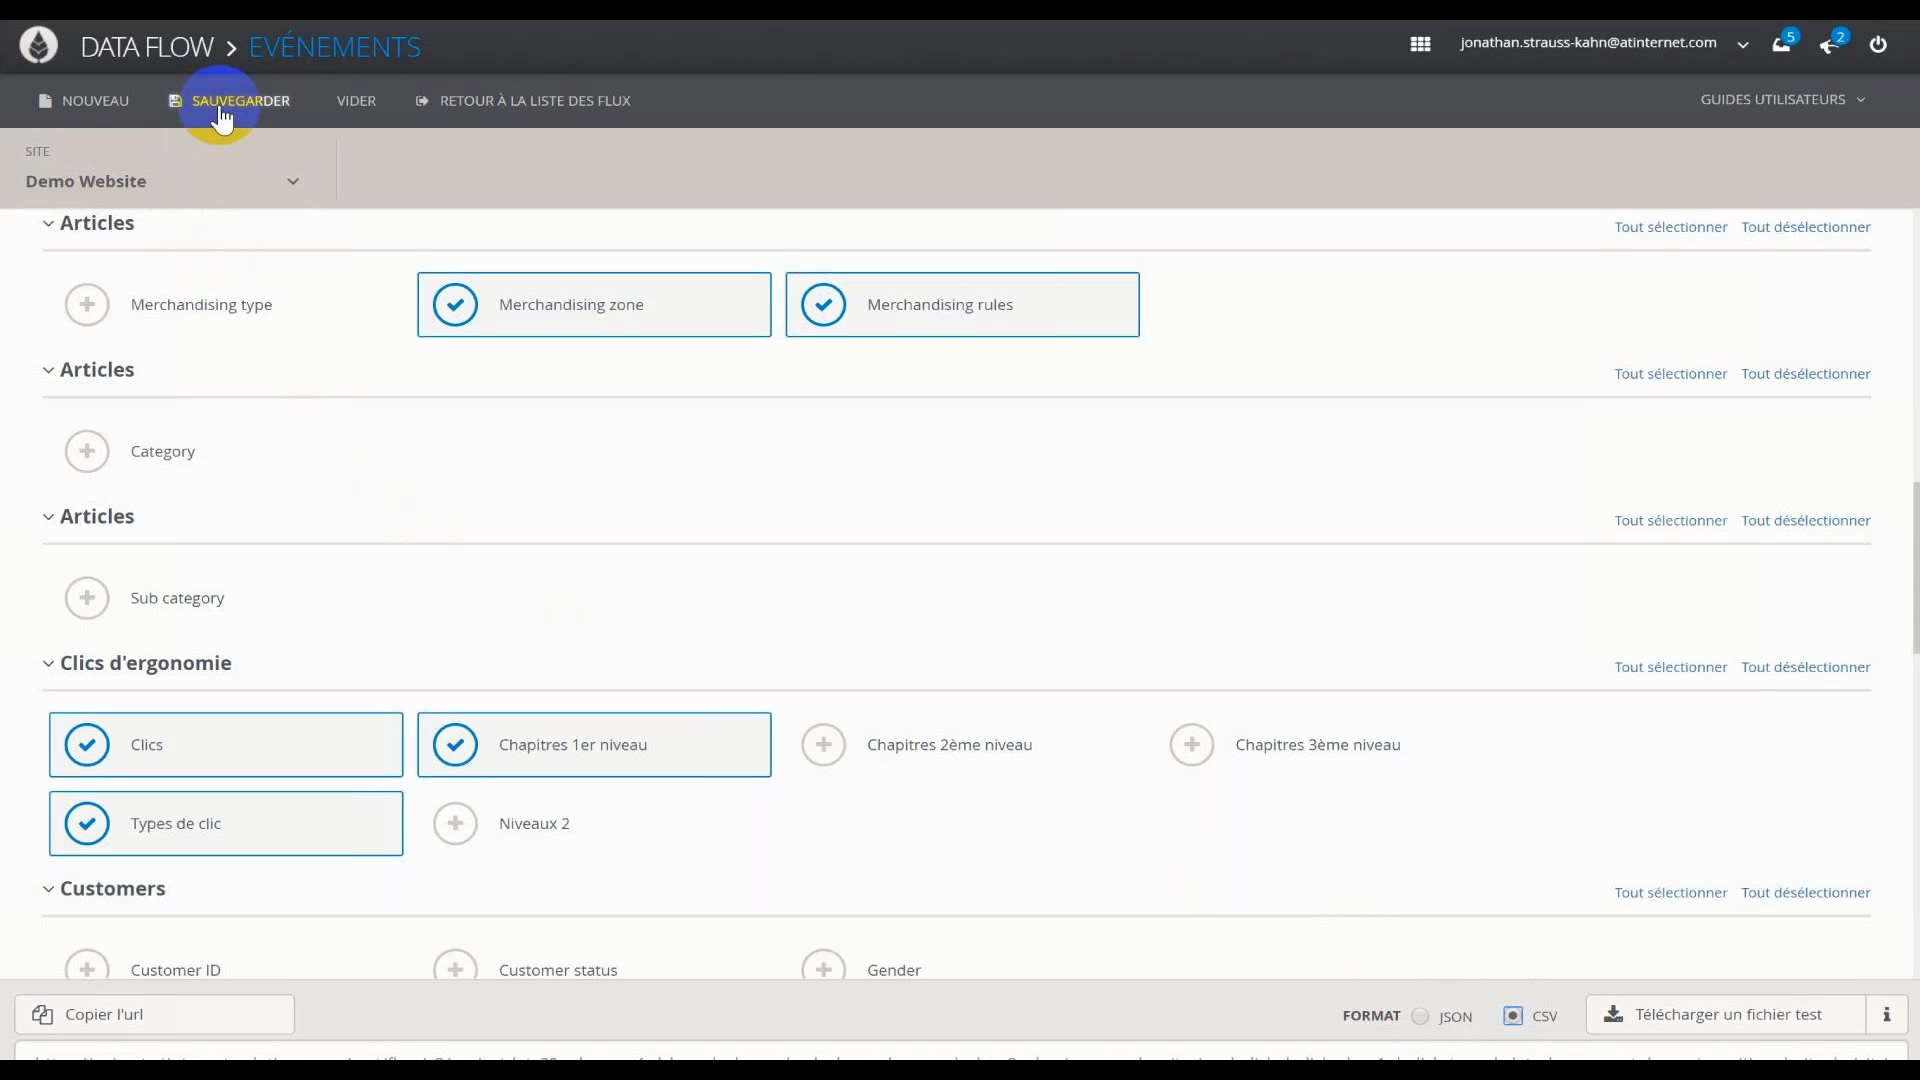 DATA FLOW > EVÉNEMENTS
jonathan.strauss-kahn@atinternet.com
5
2
NOUVEAU
SAUVEGARDER
VIDER
RETOUR À LA LISTE DES FLUX
GUIDES UTILISATEURS
SITE
Demo Website
Articles
Tout sélectionner Tout désélectionner
Merchandising type
Merchandising zone
Merchandising rules
Articles
Tout sélectionner Tout désélectionner
Category
Articles
Tout sélectionner Tout désélectionner
Sub category
Clics d'ergonomie
Tout sélectionner Tout désélectionner
Clics
Chapitres 1er niveau
Chapitres 2ème niveau
Chapitres 3ème niveau
Types de clic
Niveaux 2
Customers
Tout sélectionner Tout désélectionner
Customer ID
Customer status
Gender
Copier l'url
FORMAT JSON CSV
Télécharger un fichier test